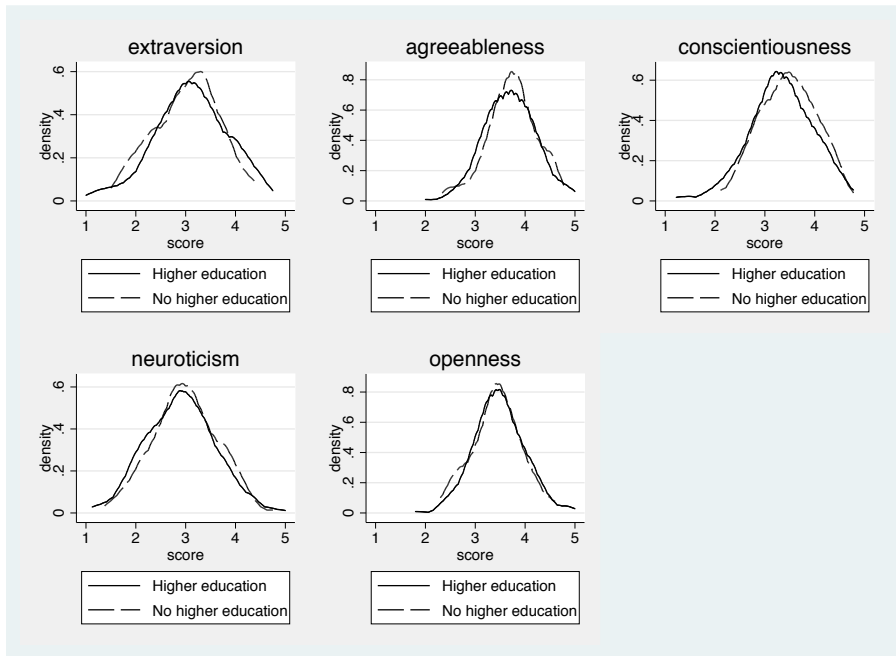 extraversion
agreeableness
conscientiousness
density
0
.2
.4
.6
1
2
3
4
5
score
Higher education
No higher education
density
0
.2
.4
.6
.8
1
2
3
4
5
score
Higher education
No higher education
density
0
.2
.4
.6
1
2
3
4
5
score
Higher education
No higher education
neuroticism
openness
density
0
.2
.4
.6
1
2
3
4
5
score
Higher education
No higher education
density
0
.2
.4
.6
.8
1
2
3
4
5
score
Higher education
No higher education